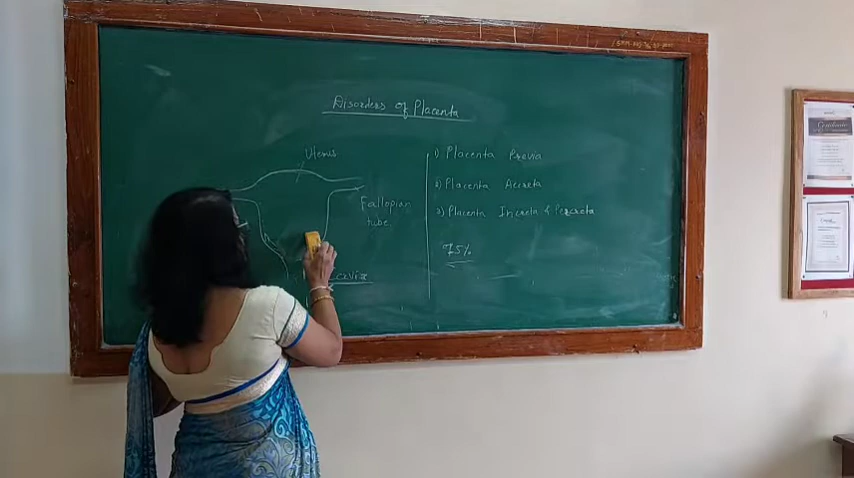 Disorders of Placenta
Uterus
Fallopian
tube
cervix
1) Placenta Previa
2) Placenta Accreta
3) Placenta Increta & Percreta
75%